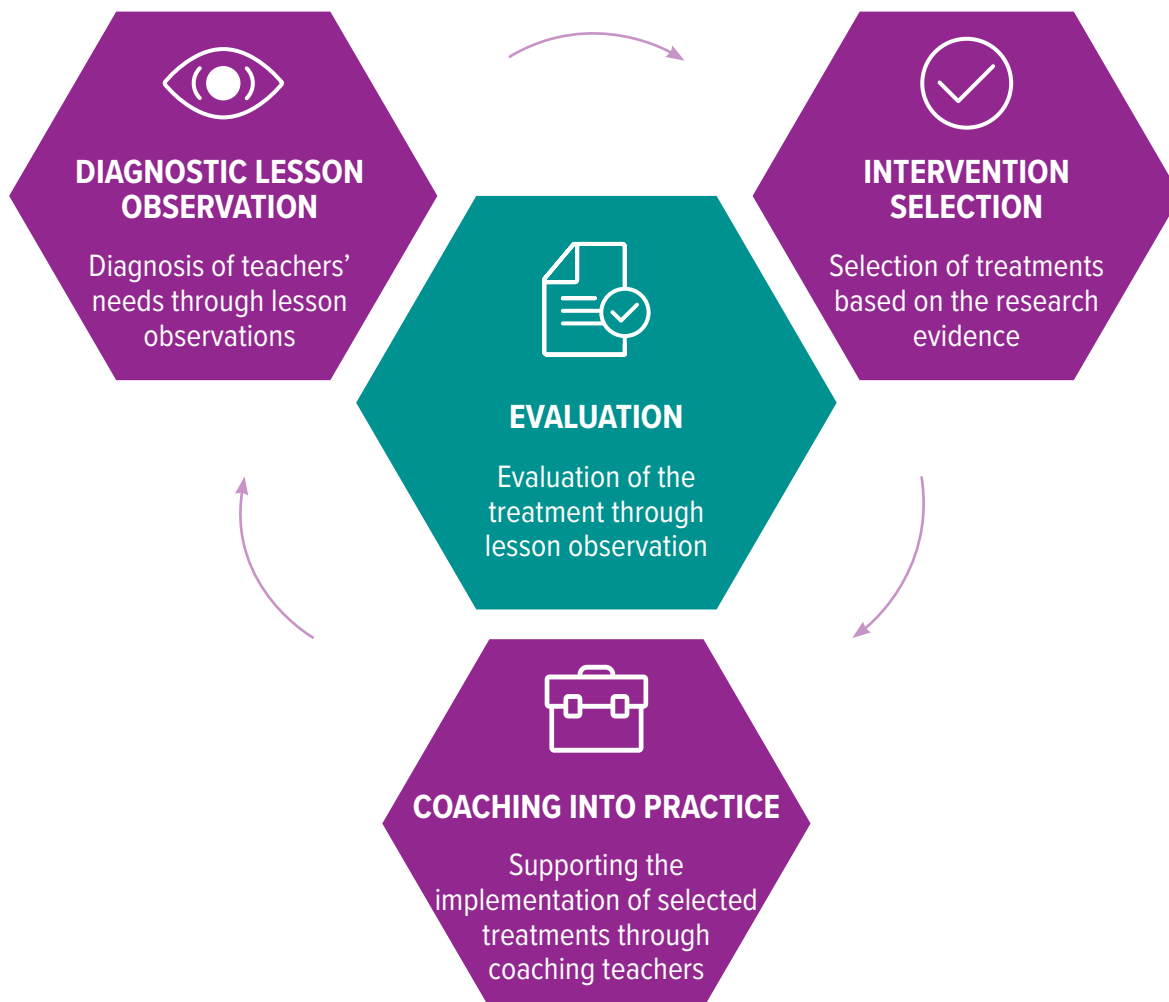 DIAGNOSTIC LESSON
OBSERVATION
Diagnosis of teachers’
needs through lesson
observations
INTERVENTION
SELECTION
Selection of treatments
based on the research
evidence
EVALUATION
Evaluation of the
treatment through
lesson observation
COACHING INTO PRACTICE
Supporting the
implementation of selected
treatments through
coaching teachers